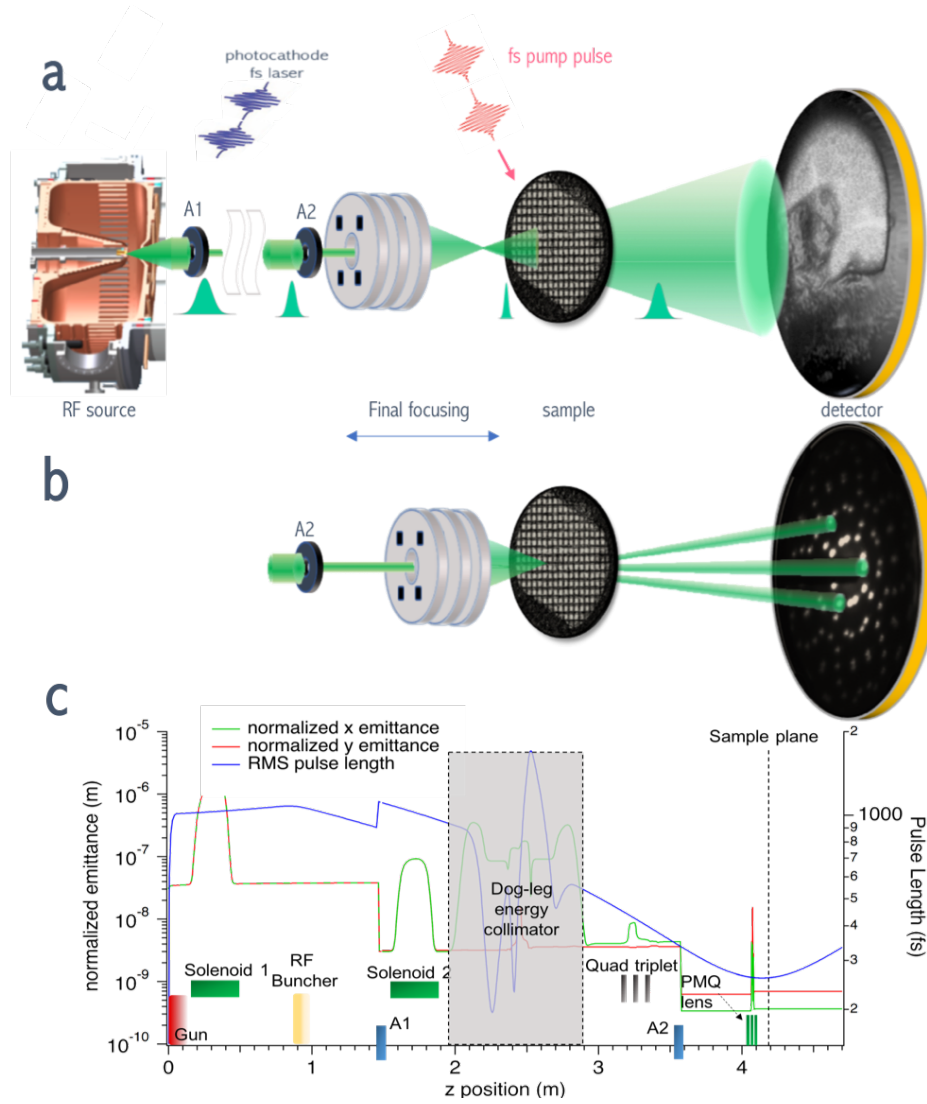 a
photocathode
fs laser
fs pump pulse
A1
A2
RF source
Final focusing
sample
detector
b
A2
c
normalized x emittance
normalized y emittance
RMS pulse length
Sample plane
normalized emittance (m)
10-5
10-6
10-7
10-8
10-9
10-10
Pulse Length (fs)
2
1000
9
8
7
6
5
4
3
2
Dog-leg
energy
collimator
Solenoid 1
RF
Buncher
Solenoid 2
Quad triplet
PMQ
lens
Gun
A1
A2
0
1
2
3
4
z position (m)